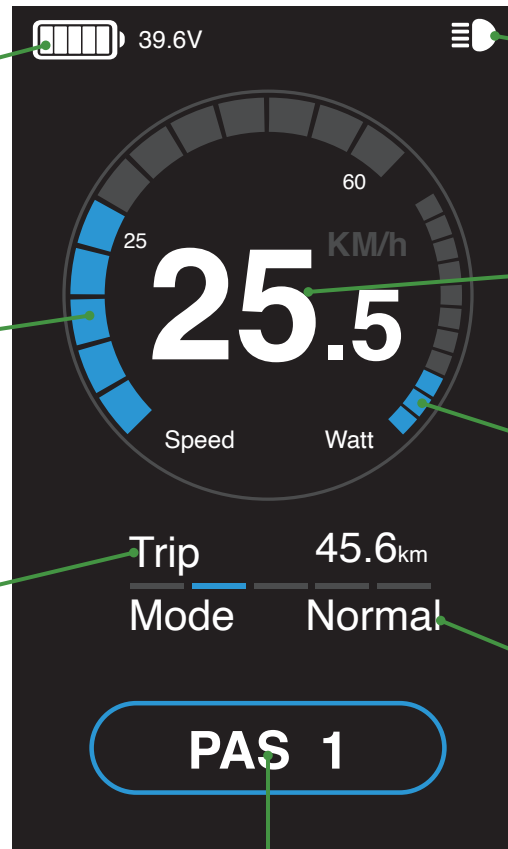 39.6V
60
25
KM/h
25.5
Speed Watt
Trip 45.6km
Mode Normal
PAS 1